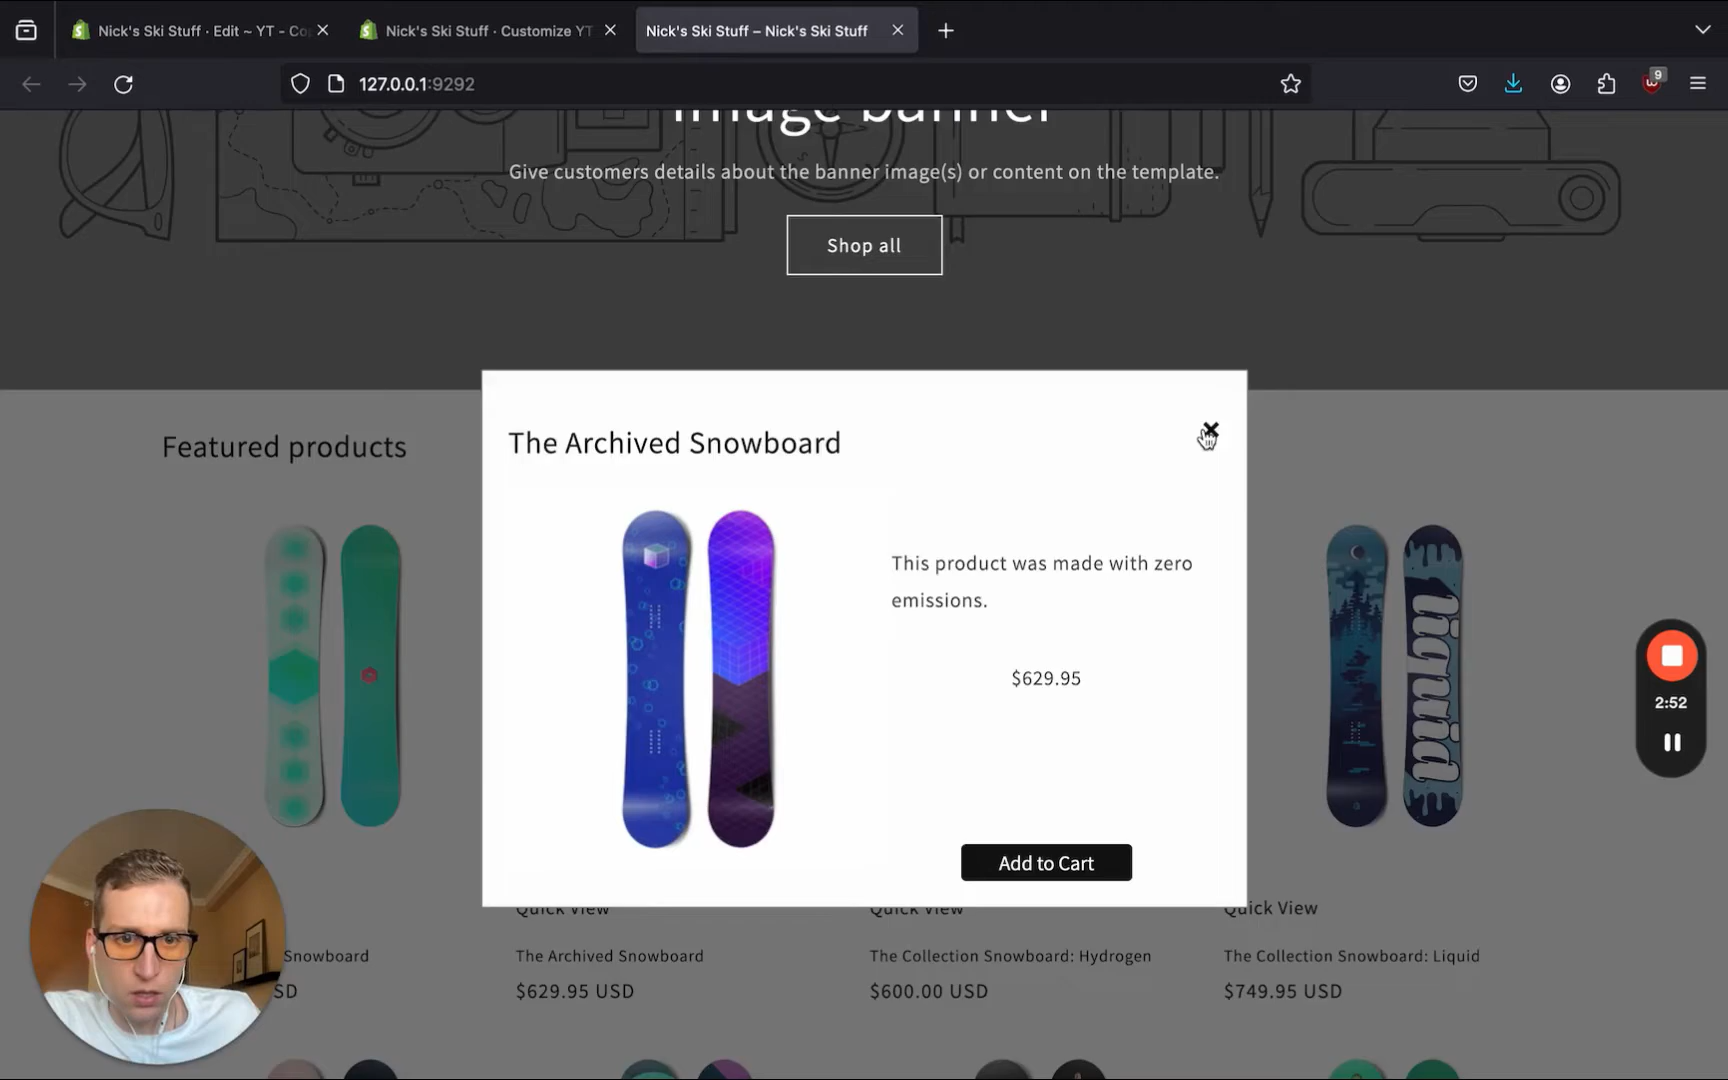 Nick's Ski Stuff · Edit ~ YT - Co
Nick's Ski Stuff · Customize YT
Nick's Ski Stuff – Nick's Ski Stuff
127.0.0.1:9292
9
Image banner
Give customers details about the banner image(s) or content on the template.
Shop all
Featured products
The Archived Snowboard
This product was made with zero
emissions.
$629.95
Add to Cart
liquid
2:52
Quick View
Quick View
Quick View
Snowboard
The Archived Snowboard
The Collection Snowboard: Hydrogen
The Collection Snowboard: Liquid
SD
$629.95 USD
$600.00 USD
$749.95 USD